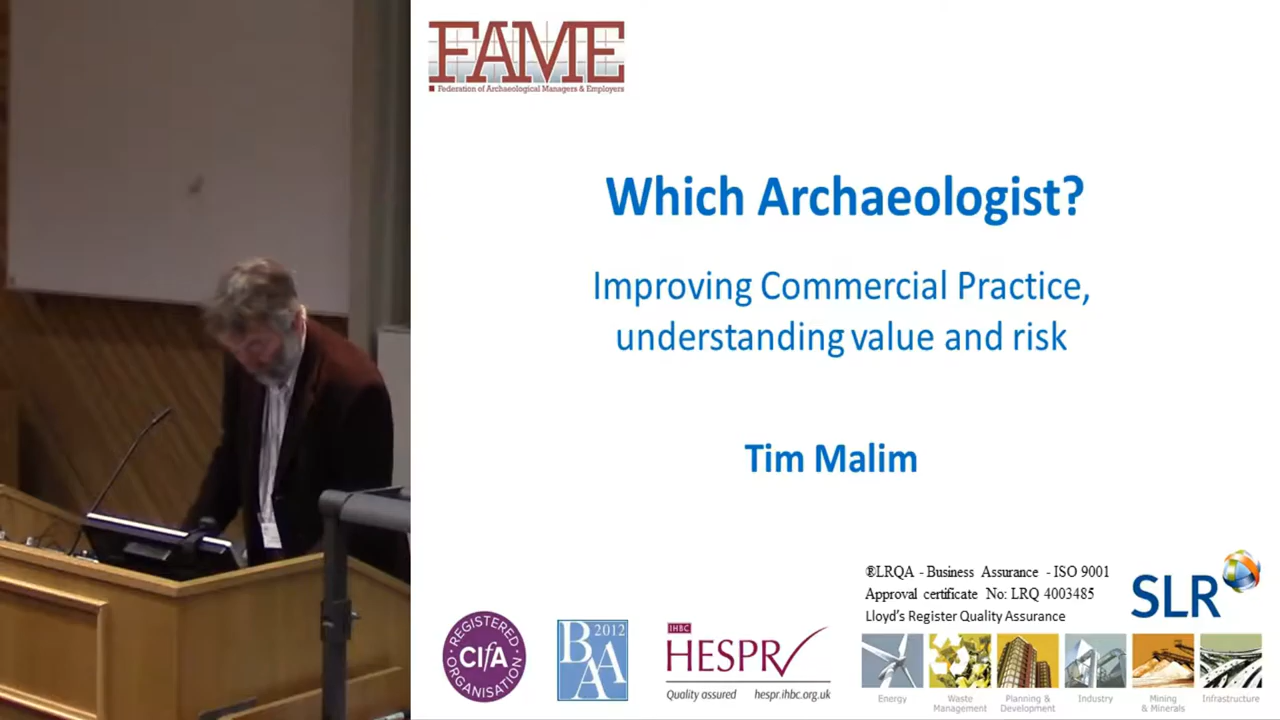 FAME
Federation of Archaeological Managers & Employers
Which Archaeologist?
Improving Commercial Practice,
understanding value and risk
Tim Malim
®LRQA - Business Assurance - ISO 9001
Approval certificate No: LRQ 4003485
Lloyd's Register Quality Assurance
SLR
REGISTERED
CIfA
ORGANISATION
BAA
2012
IHBC
HESPR
Quality assured hespr.ihbc.org.uk
Energy
Waste
Management
Planning &
Development
Industry
Mining
& Minerals
Infrastructure